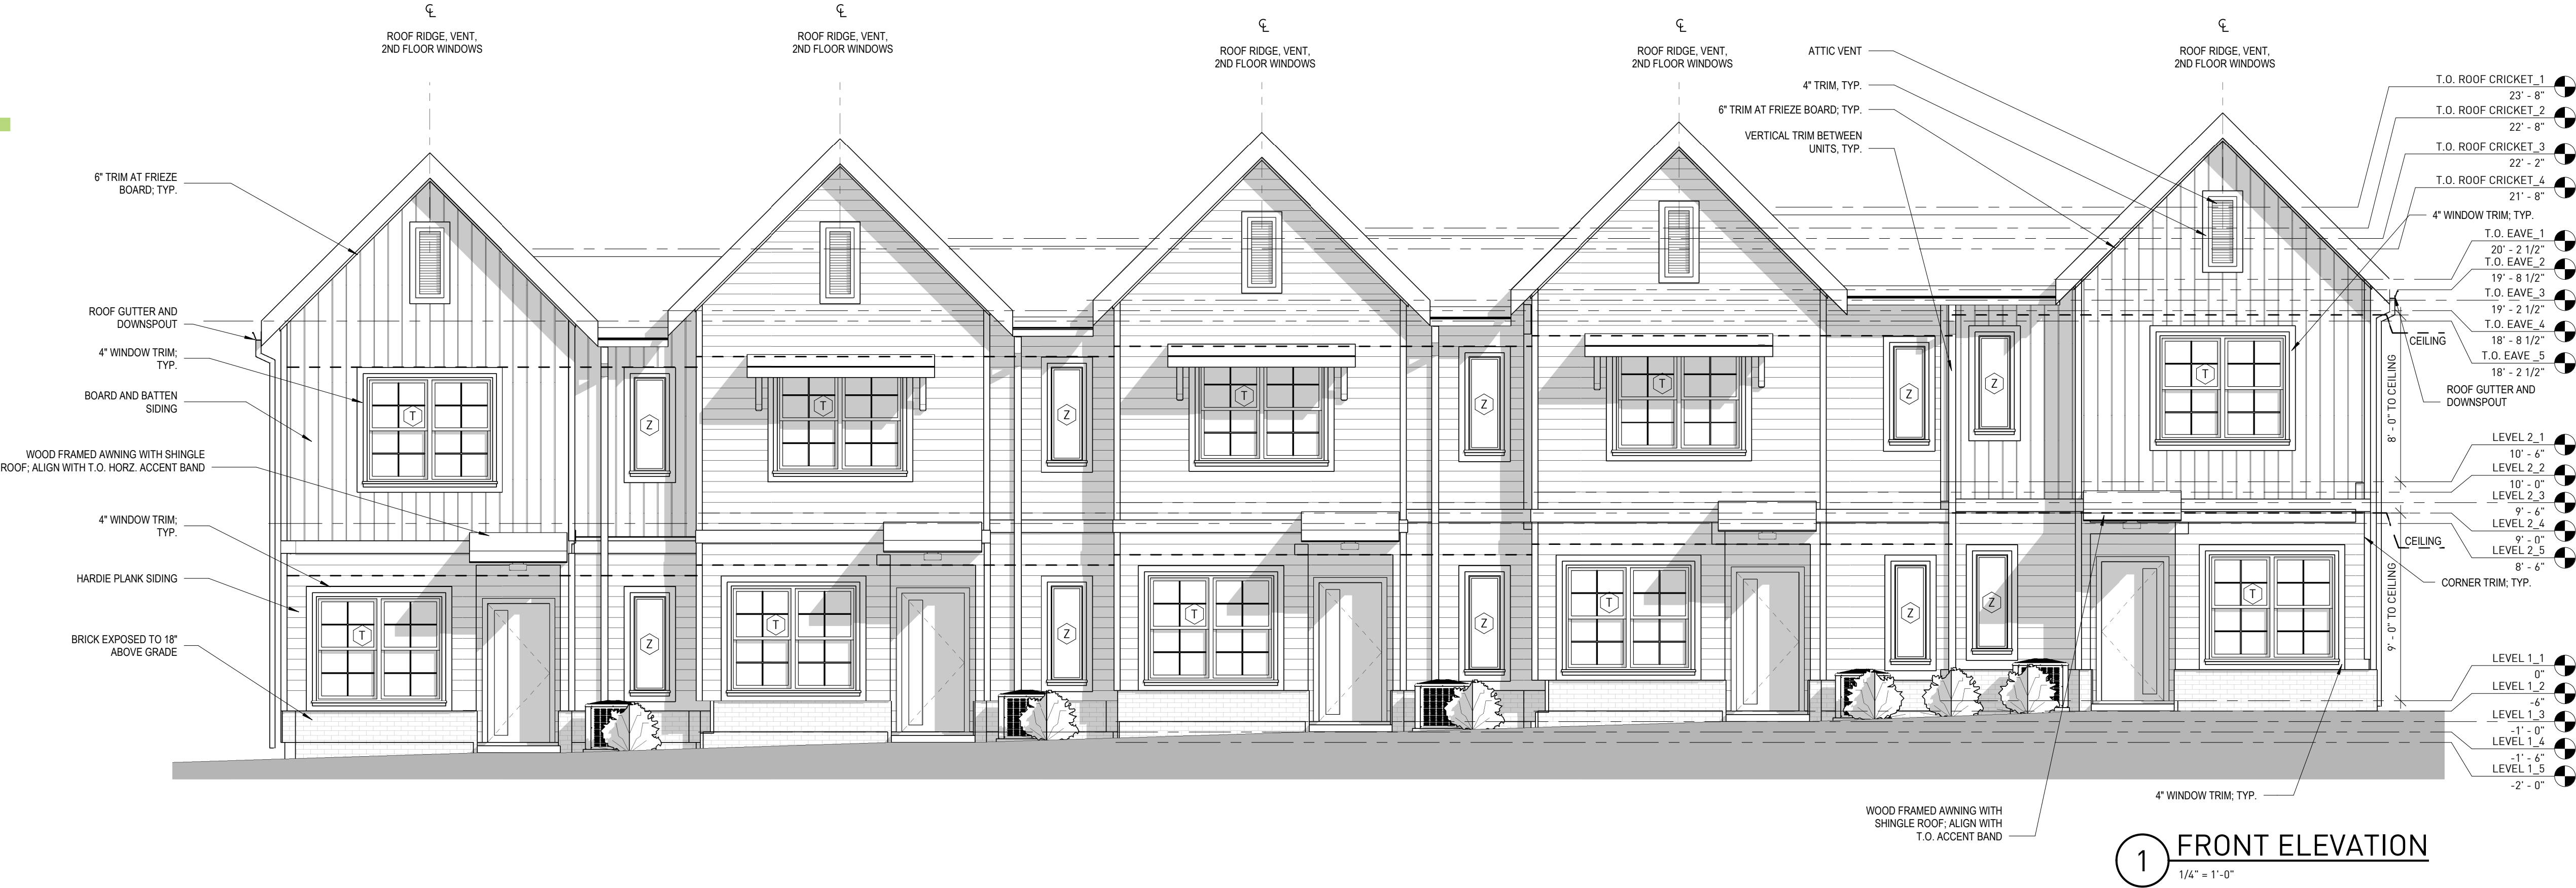 ℄
ROOF RIDGE, VENT,
2ND FLOOR WINDOWS
℄
ROOF RIDGE, VENT,
2ND FLOOR WINDOWS
℄
ROOF RIDGE, VENT,
2ND FLOOR WINDOWS
℄
ROOF RIDGE, VENT,
2ND FLOOR WINDOWS
℄
ROOF RIDGE, VENT,
2ND FLOOR WINDOWS
6" TRIM AT FRIEZE
BOARD; TYP.
ROOF GUTTER AND
DOWNSPOUT
4" WINDOW TRIM;
TYP.
BOARD AND BATTEN
SIDING
WOOD FRAMED AWNING WITH SHINGLE
ROOF; ALIGN WITH T.O. HORZ. ACCENT BAND
4" WINDOW TRIM;
TYP.
HARDIE PLANK SIDING
BRICK EXPOSED TO 18"
ABOVE GRADE
ATTIC VENT
4" TRIM, TYP.
6" TRIM AT FRIEZE BOARD; TYP.
VERTICAL TRIM BETWEEN
UNITS, TYP.
T
Z
T
Z
T
Z
T
Z
Z
T
T
Z
T
Z
T
Z
T
Z
Z
T
T.O. ROOF CRICKET_1
23' - 8"
T.O. ROOF CRICKET_2
22' - 8"
T.O. ROOF CRICKET_3
22' - 2"
T.O. ROOF CRICKET_4
21' - 8"
4" WINDOW TRIM; TYP.
T.O. EAVE_1
20' - 2 1/2"
T.O. EAVE_2
19' - 8 1/2"
T.O. EAVE_3
19' - 2 1/2"
T.O. EAVE_4
18' - 8 1/2"
CEILING
T.O. EAVE _5
18' - 2 1/2"
ROOF GUTTER AND
DOWNSPOUT
8' - 0" TO CEILING
LEVEL 2_1
10' - 6"
LEVEL 2_2
10' - 0"
LEVEL 2_3
9' - 6"
LEVEL 2_4
9' - 0"
CEILING
LEVEL 2_5
8' - 6"
CORNER TRIM; TYP.
9' - 0" TO CEILING
LEVEL 1_1
0"
LEVEL 1_2
-6"
LEVEL 1_3
-1' - 0"
LEVEL 1_4
-1' - 6"
LEVEL 1_5
-2' - 0"
4" WINDOW TRIM; TYP.
WOOD FRAMED AWNING WITH
SHINGLE ROOF; ALIGN WITH
T.O. ACCENT BAND
1
FRONT ELEVATION
1/4" = 1'-0"